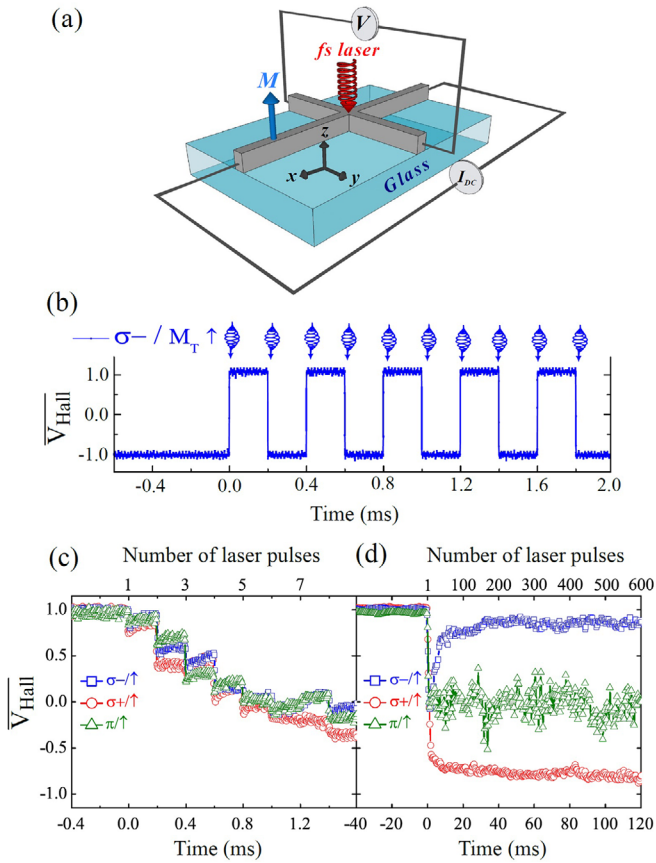 (a)
V
fs laser
M
z
x
y
Glass
I_DC
(b)
σ− / M_T ↑
V_Hall
1.0
0.0
-1.0
-0.4 0.0 0.4 0.8 1.2 1.6 2.0
Time (ms)
Number of laser pulses
Number of laser pulses
(c) 1 3 5 7
(d) 1 100 200 300 400 500 600
V_Hall
1.0
0.5
0.0
-0.5
-1.0
σ−/↑
σ+/↑
π/↑
σ−/↑
σ+/↑
π/↑
-0.4 0.0 0.4 0.8 1.2
-40 -20 0 20 40 60 80 100 120
Time (ms)
Time (ms)